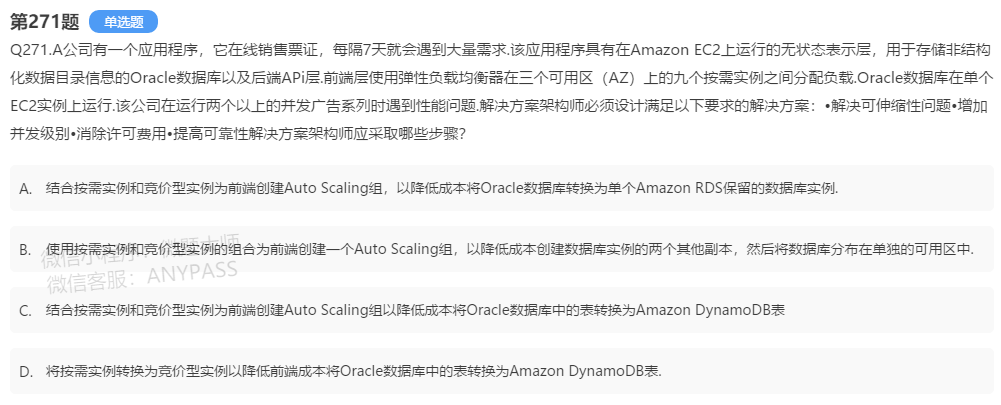 第271题 单选题
Q271.A公司有一个应用程序，它在线销售票证，每隔7天就会遇到大量需求.该应用程序具有在Amazon EC2上运行的无状态表示层，用于存储非结构
化数据目录信息的Oracle数据库以及后端APi层.前端层使用弹性负载均衡器在三个可用区（AZ）上的九个按需实例之间分配负载.Oracle数据库在单个
EC2实例上运行.该公司在运行两个以上的并发广告系列时遇到性能问题.解决方案架构师必须设计满足以下要求的解决方案：•解决可伸缩性问题•增加
并发级别•消除许可费用•提高可靠性解决方案架构师应采取哪些步骤?
A. 结合按需实例和竞价型实例为前端创建Auto Scaling组，以降低成本将Oracle数据库转换为单个Amazon RDS保留的数据库实例.
B. 使用按需实例和竞价型实例的组合为前端创建一个Auto Scaling组，以降低成本创建数据库实例的两个其他副本，然后将数据库分布在单独的可用区中.
微信客服：ANYPASS
C. 结合按需实例和竞价型实例为前端创建Auto Scaling组以降低成本将Oracle数据库中的表转换为Amazon DynamoDB表
D. 将按需实例转换为竞价型实例以降低前端成本将Oracle数据库中的表转换为Amazon DynamoDB表.